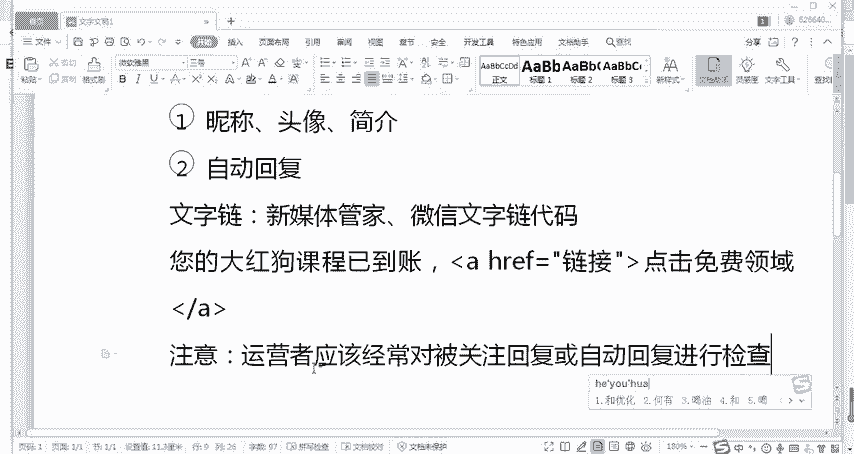 首页 文字文稿1 × + 1
文件 开始 插入 页面布局 引用 审阅 视图 章节 安全 开发工具 特色应用 文档助手 查找 分享
粘贴 剪切 复制 格式刷 微软雅黑 三号 AaBbCcDd 正文 AaBb 标题 1 AaBb( 标题 2 AaBbC 标题 3 新样式 文档助手 灵感屋 文字工具
① 昵称、头像、简介
② 自动回复
文字链：新媒体管家、微信文字链代码
您的大红狗课程已到账，<a href="链接">点击免费领域
</a>
注意：运营者应该经常对被关注回复或自动回复进行检查
he'you'hua
1.和优化 2.何有 3.喝油 4.和 5.喝
页码: 1 页面: 1/1 节: 1/1 设置值: 11.3厘米 行: 9 列: 26 字数: 97 拼写检查 文档校对 文档未保护 180%